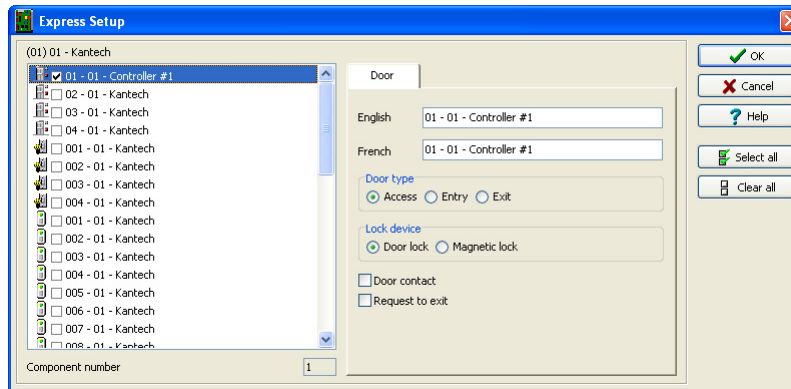 Express Setup
(01) 01 - Kantech
01 - 01 - Controller #1
02 - 01 - Kantech
03 - 01 - Kantech
04 - 01 - Kantech
001 - 01 - Kantech
002 - 01 - Kantech
003 - 01 - Kantech
004 - 01 - Kantech
001 - 01 - Kantech
002 - 01 - Kantech
003 - 01 - Kantech
004 - 01 - Kantech
005 - 01 - Kantech
006 - 01 - Kantech
007 - 01 - Kantech
008 - 01 - Kantech
Component number 1
Door
English 01 - 01 - Controller #1
French 01 - 01 - Controller #1
Door type
Access Entry Exit
Lock device
Door lock Magnetic lock
Door contact
Request to exit
OK
Cancel
Help
Select all
Clear all